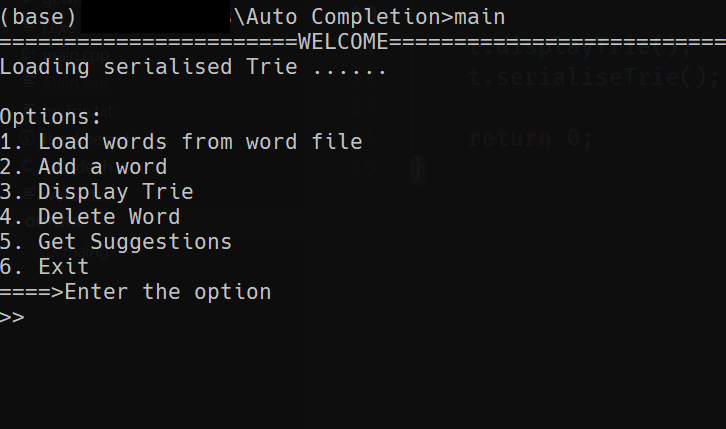 (base) \Auto Completion>main
=======================WELCOME==========================
Loading serialised Trie ......
t.serialiseTrie();
Options:
1. Load words from word file
return 0;
2. Add a word
}
3. Display Trie
4. Delete Word
5. Get Suggestions
6. Exit
====>Enter the option
>>